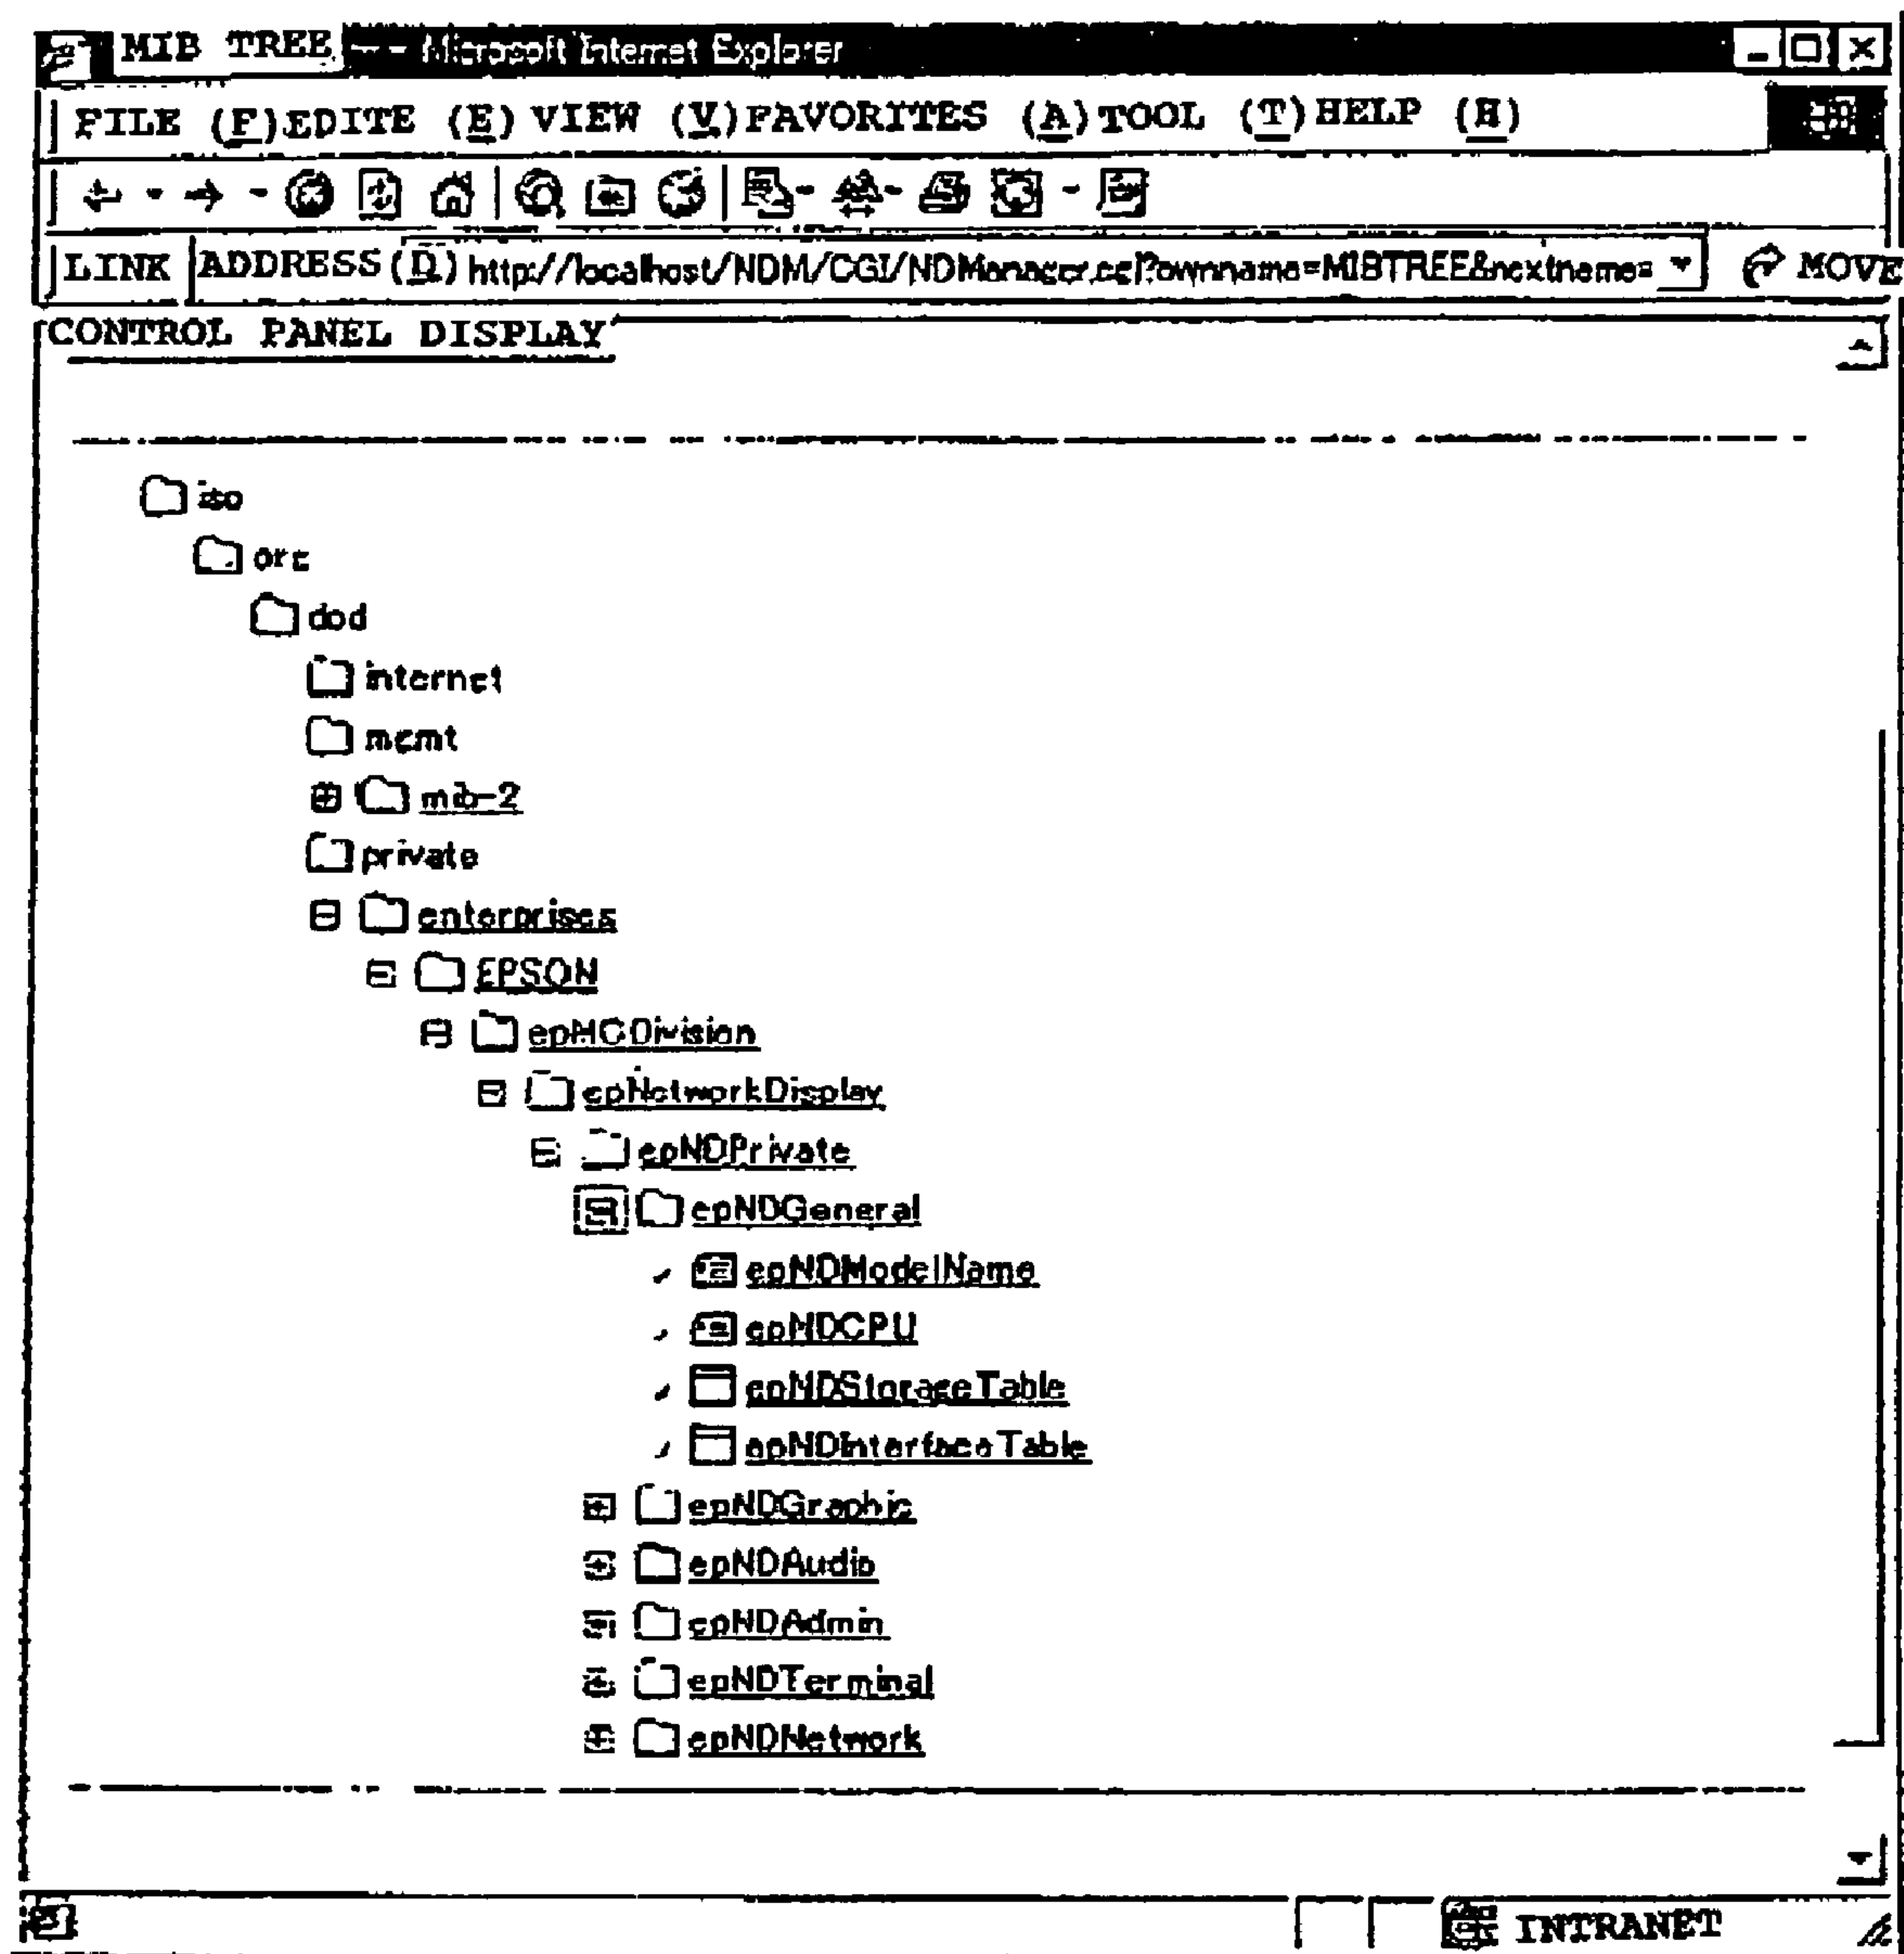 MIB TREE - - Microsoft Internet Explorer
FILE (F)EDITE (E) VIEW (V)FAVORITES (A)TOOL (T)HELP (H)
LINK ADDRESS(D) http://localhost/NDM/CGI/NDManager.cgi?ownname=MIBTREE&nextname= MOVE
CONTROL PANEL DISPLAY
iso
org
dod
internet
mgmt
mib-2
private
enterprises
EPSON
epHCDivision
epNetworkDisplay
epNDPrivate
epNDGeneral
epNDModelName
epNDCPU
epNDStorageTable
epNDInterfaceTable
epNDGraphic
epNDAudio
epNDAdmin
epNDTerminal
epNDNetwork
INTRANET